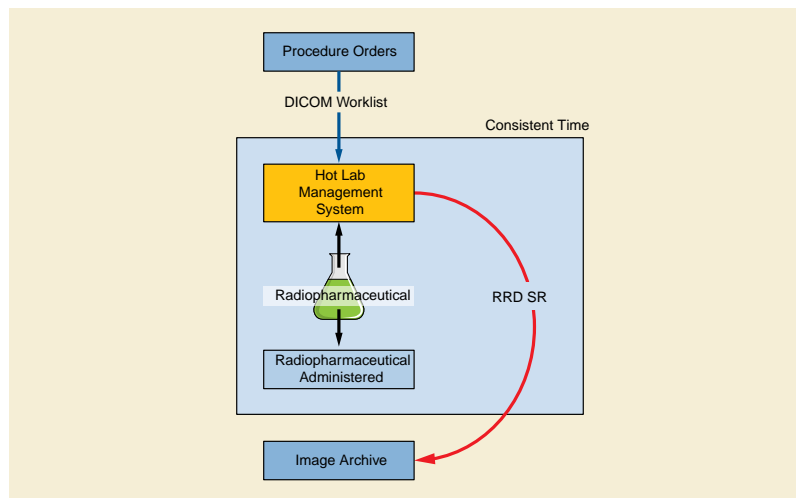 Procedure Orders
DICOM Worklist
Consistent Time
Hot Lab
Management
System
Radiopharmaceutical
RRD SR
Radiopharmaceutical
Administered
Image Archive